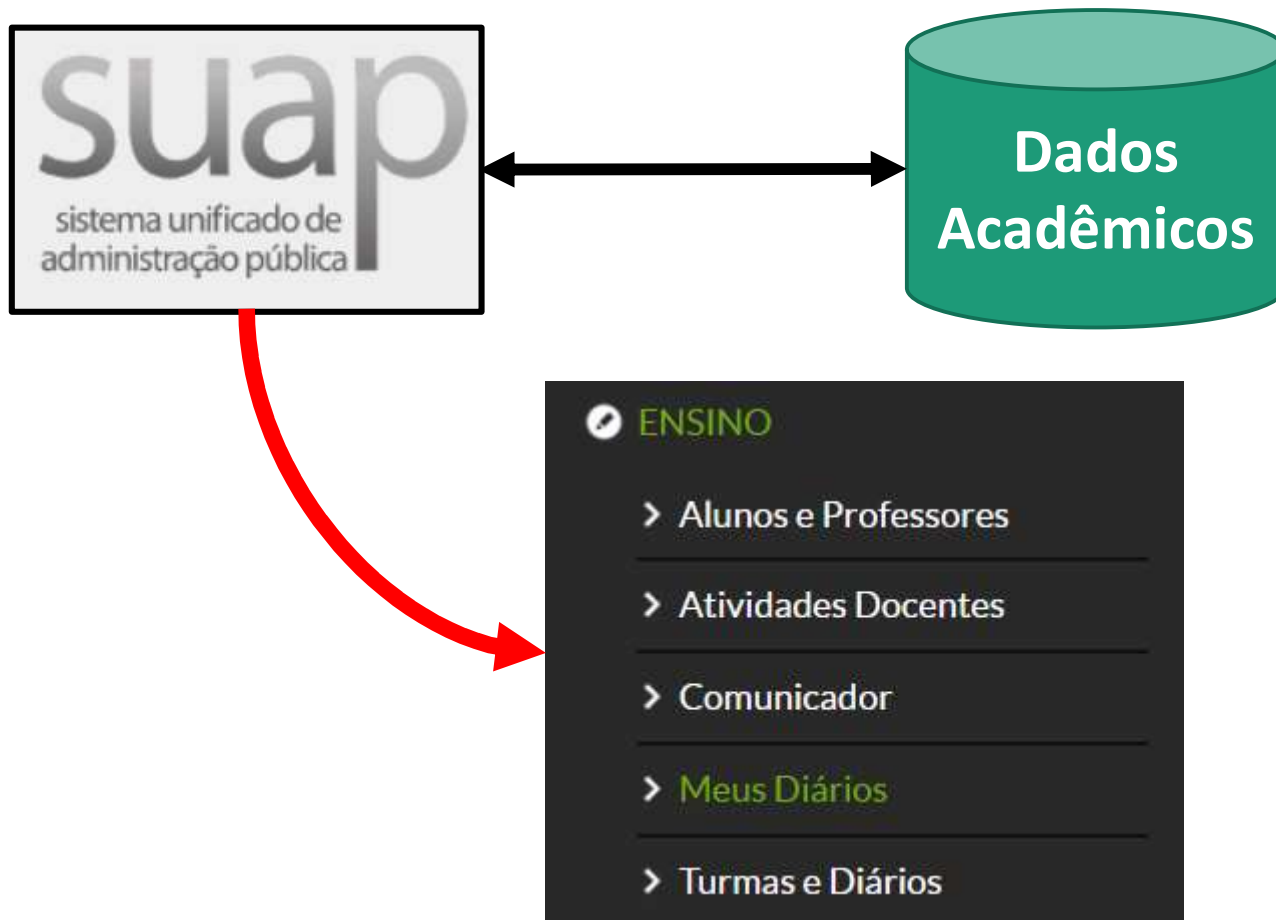 suap
sistema unificado de
administração pública
Dados
Acadêmicos
ENSINO
Alunos e Professores
Atividades Docentes
Comunicador
Meus Diários
Turmas e Diários